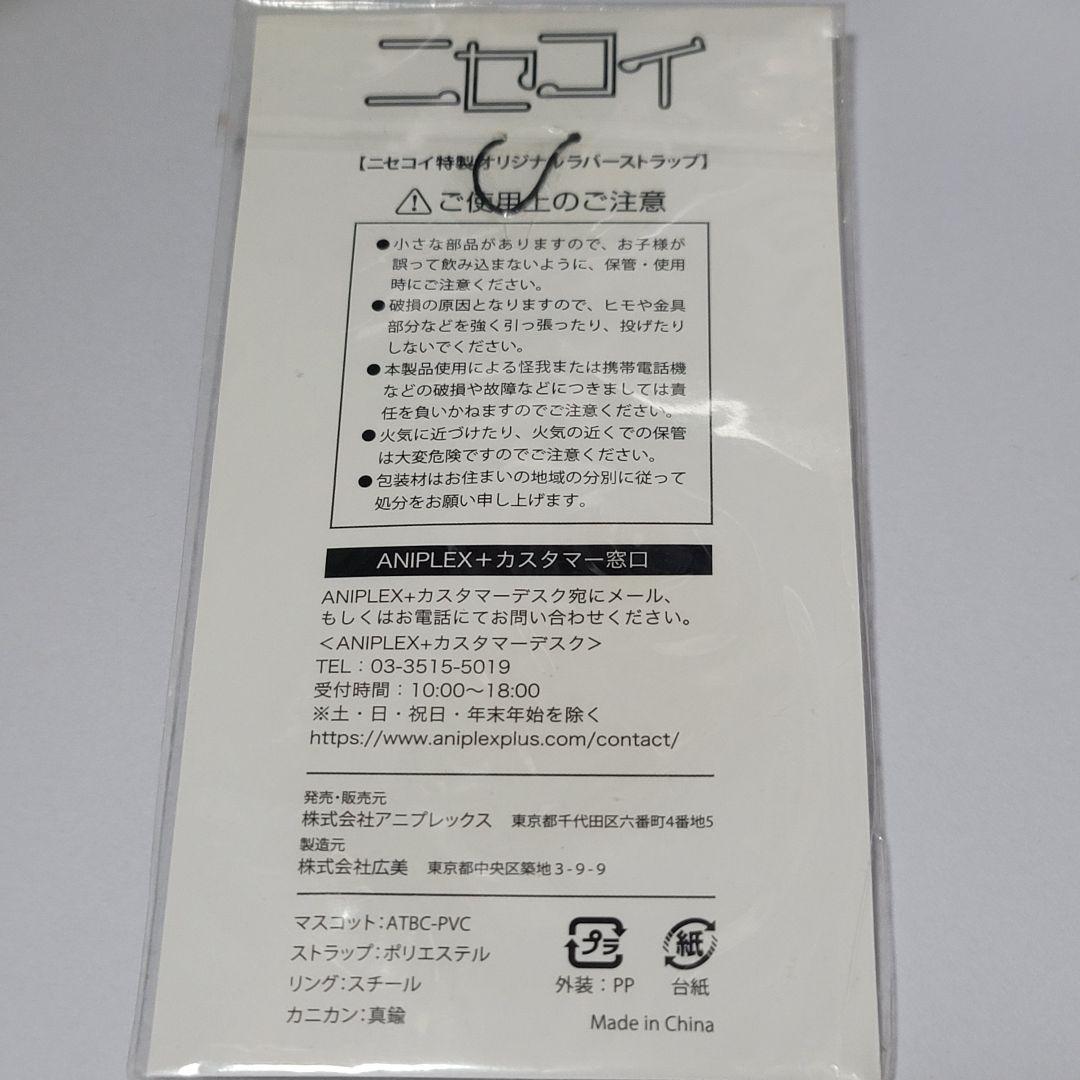 ニセコイ
【ニセコイ特製オリジナルラバーストラップ】
ご使用上のご注意
●小さな部品がありますので、お子様が
誤って飲み込まないように、保管・使用
時にご注意ください。
●破損の原因となりますので、ヒモや金具
部分などを強く引っ張ったり、投げたり
しないでください。
●本製品使用による怪我または携帯電話機
などの破損や故障などにつきましては責
任を負いかねますのでご注意ください。
●火気に近づけたり、火気の近くでの保管
は大変危険ですのでご注意ください。
●包装材はお住まいの地域の分別に従って
処分をお願い申し上げます。
ANIPLEX+カスタマー窓口
ANIPLEX+カスタマーデスク宛にメール、
もしくはお電話にてお問い合わせください。
<ANIPLEX+カスタマーデスク>
TEL：03-3515-5019
受付時間：10:00～18:00
※土・日・祝日・年末年始を除く
https://www.aniplexplus.com/contact/
発売・販売元
株式会社アニプレックス 東京都千代田区六番町4番地5
製造元
株式会社広美 東京都中央区築地3-9-9
マスコット：ATBC-PVC
ストラップ：ポリエステル
リング：スチール
カニカン：真鍮
プラ
外装：PP
紙
台紙
Made in China